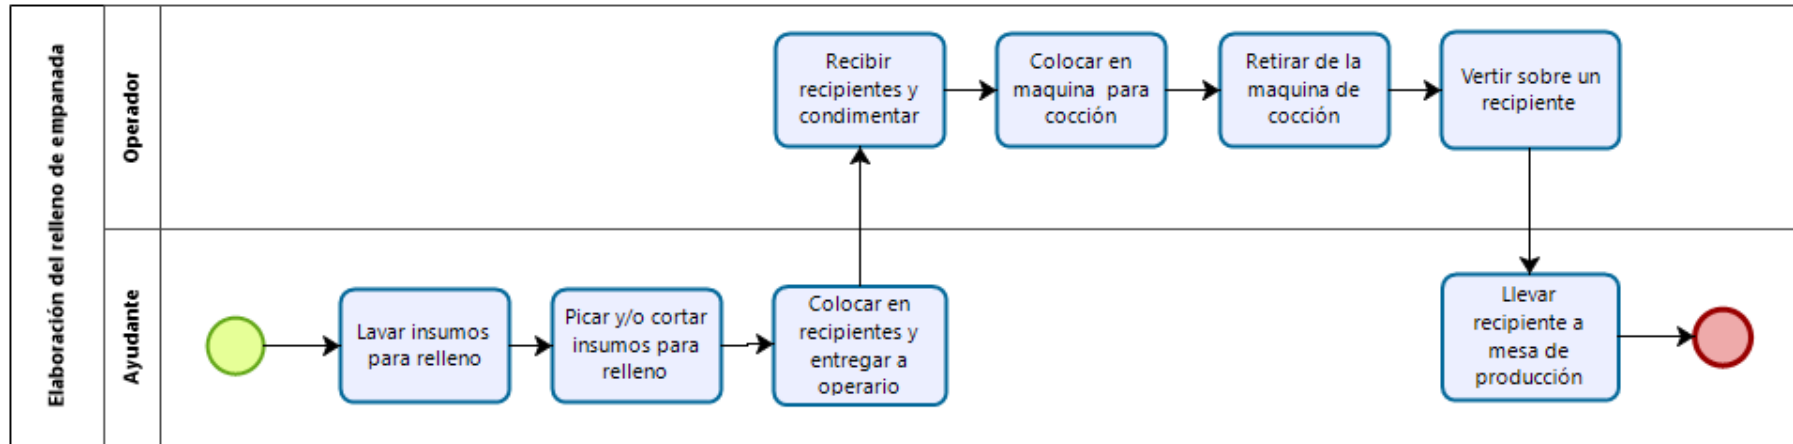 Elaboración del relleno de empanada
Operador
Recibir
recipientes y
condimentar
Colocar en
maquina para
cocción
Retirar de la
maquina de
cocción
Vertir sobre un
recipiente
Ayudante
Lavar insumos
para relleno
Picar y/o cortar
insumos para
relleno
Colocar en
recipientes y
entregar a
operario
Llevar
recipiente a
mesa de
producción